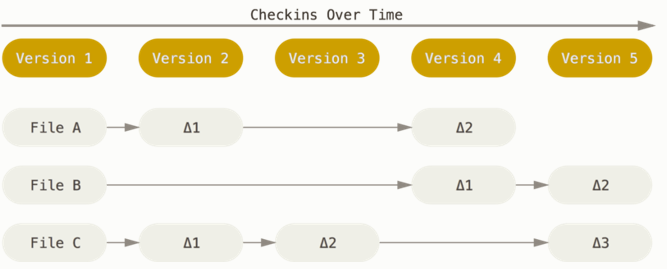 Checkins Over Time
Version 1 Version 2 Version 3 Version 4 Version 5
File A Δ1 Δ2
File B Δ1 Δ2
File C Δ1 Δ2 Δ3